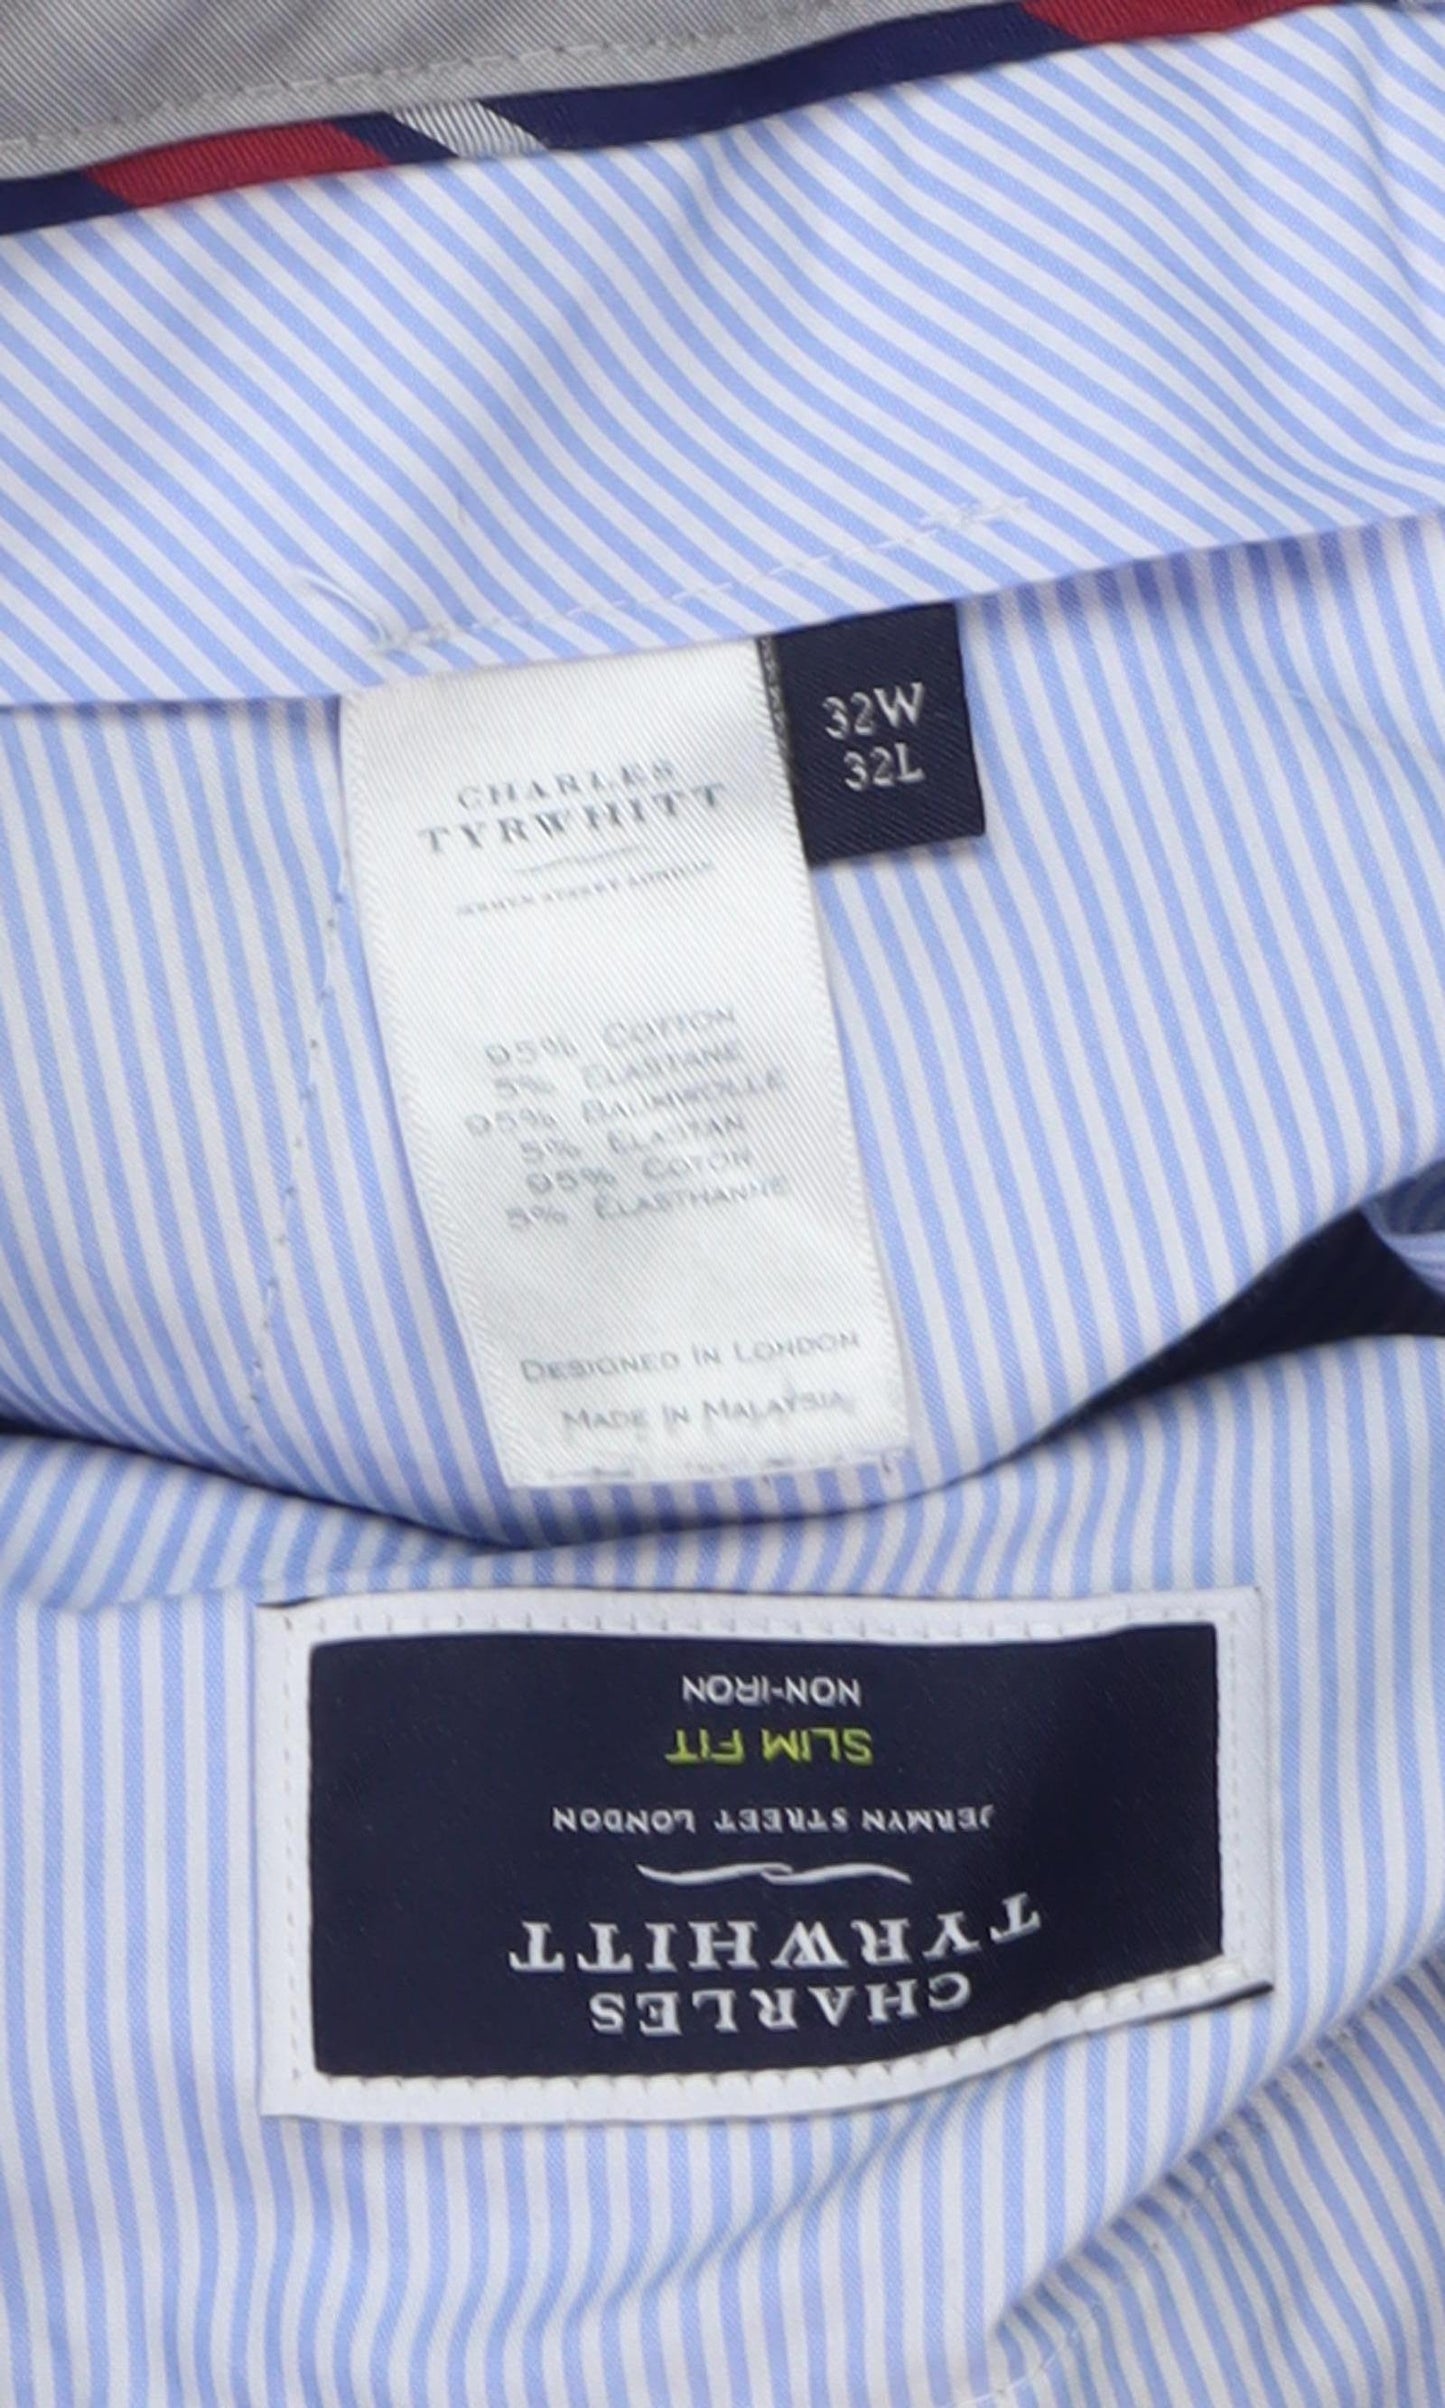 32W
32L
CHARLES
TYRWHITT
JERMYN STREET LONDON
95% COTTON
5% ELASTANE
95% BAUMWOLLE
5% ELASTAN
95% COTON
5% ELASTHANNE
DESIGNED IN LONDON
MADE IN MALAYSIA
CHARLES
TYRWHITT
JERMYN STREET LONDON
SLIM FIT
NON-IRON